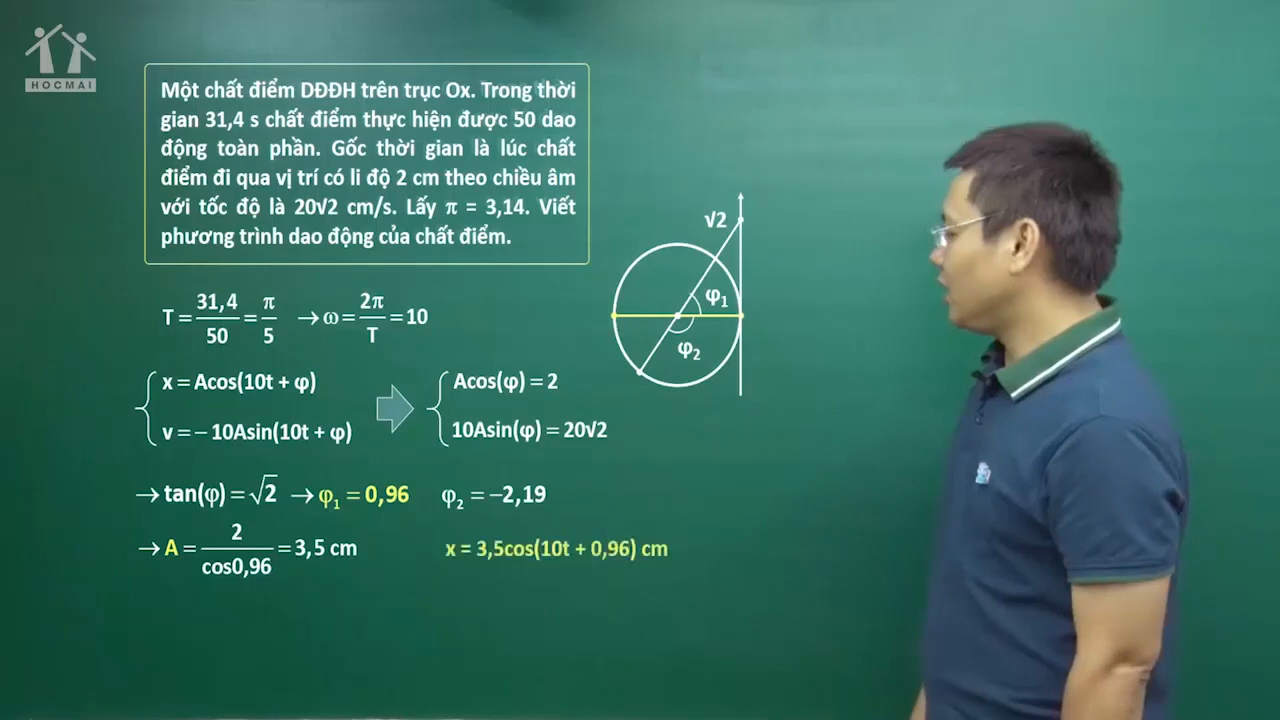 HOCMAI
Một chất điểm DĐĐH trên trục Ox. Trong thời
gian 31,4 s chất điểm thực hiện được 50 dao
động toàn phần. Gốc thời gian là lúc chất
điểm đi qua vị trí có li độ 2 cm theo chiều âm
với tốc độ là 20√2 cm/s. Lấy π = 3,14. Viết
phương trình dao động của chất điểm.
√2
φ₁
φ₂
T = 31,4/50 = π/5 → ω = 2π/T = 10
x = Acos(10t + φ)
v = – 10Asin(10t + φ)
Acos(φ) = 2
10Asin(φ) = 20√2
→ tan(φ) = √2 → φ₁ = 0,96 φ₂ = –2,19
→ A = 2/cos0,96 = 3,5 cm x = 3,5cos(10t + 0,96) cm